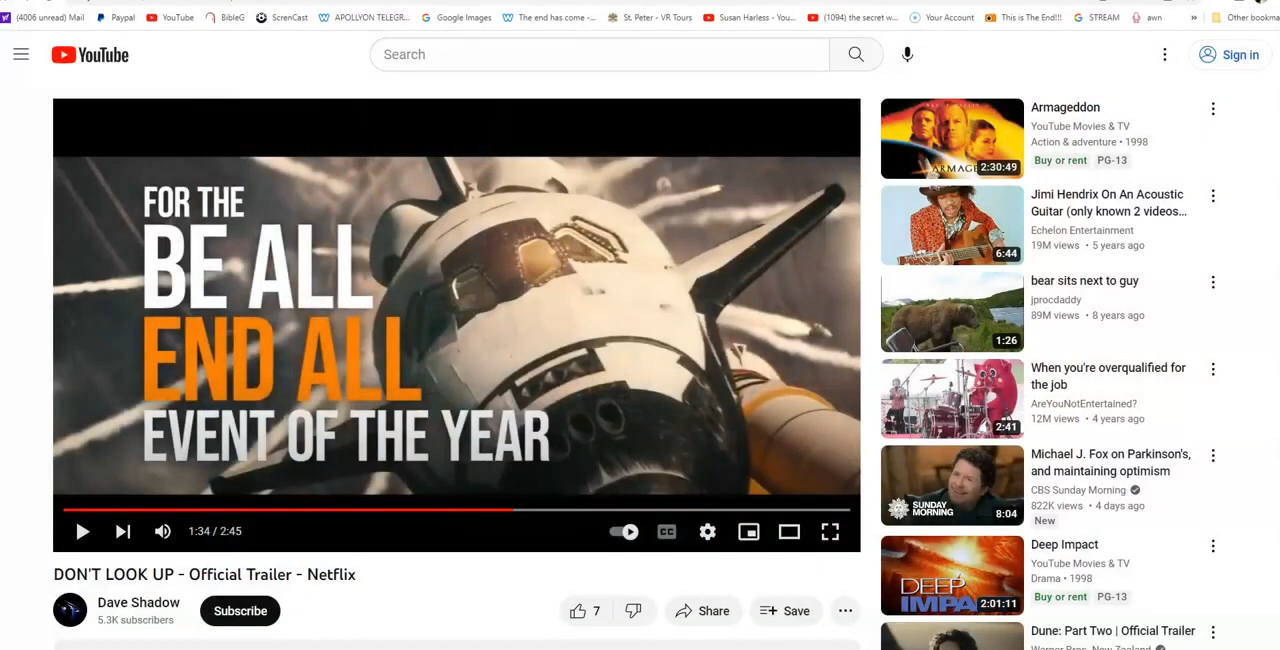 (4006 unread) Mail
Paypal
YouTube
BibleG
ScrenCast
APOLLYON TELEGR...
Google Images
The end has come -...
St. Peter - VR Tours
Susan Harless - You...
(1094) the secret w...
Your Account
This is The End!!!
STREAM
awn
»
Other bookma
YouTube
Search
Sign in
FOR THE
BE ALL
END ALL
EVENT OF THE YEAR
1:34 / 2:45
CC
DON'T LOOK UP - Official Trailer - Netflix
Dave Shadow
5.3K subscribers
Subscribe
7
Share
Save
2:30:49
Armageddon
YouTube Movies & TV
Action & adventure • 1998
Buy or rent PG-13
6:44
Jimi Hendrix On An Acoustic
Guitar (only known 2 videos...
Echelon Entertainment
19M views • 5 years ago
1:26
bear sits next to guy
jprocdaddy
89M views • 8 years ago
2:41
When you're overqualified for
the job
AreYouNotEntertained?
12M views • 4 years ago
SUNDAY
MORNING
8:04
Michael J. Fox on Parkinson's,
and maintaining optimism
CBS Sunday Morning
822K views • 4 days ago
New
DEEP
IMPA
2:01:11
Deep Impact
YouTube Movies & TV
Drama • 1998
Buy or rent PG-13
Dune: Part Two | Official Trailer
Warner Bros. New Zealand